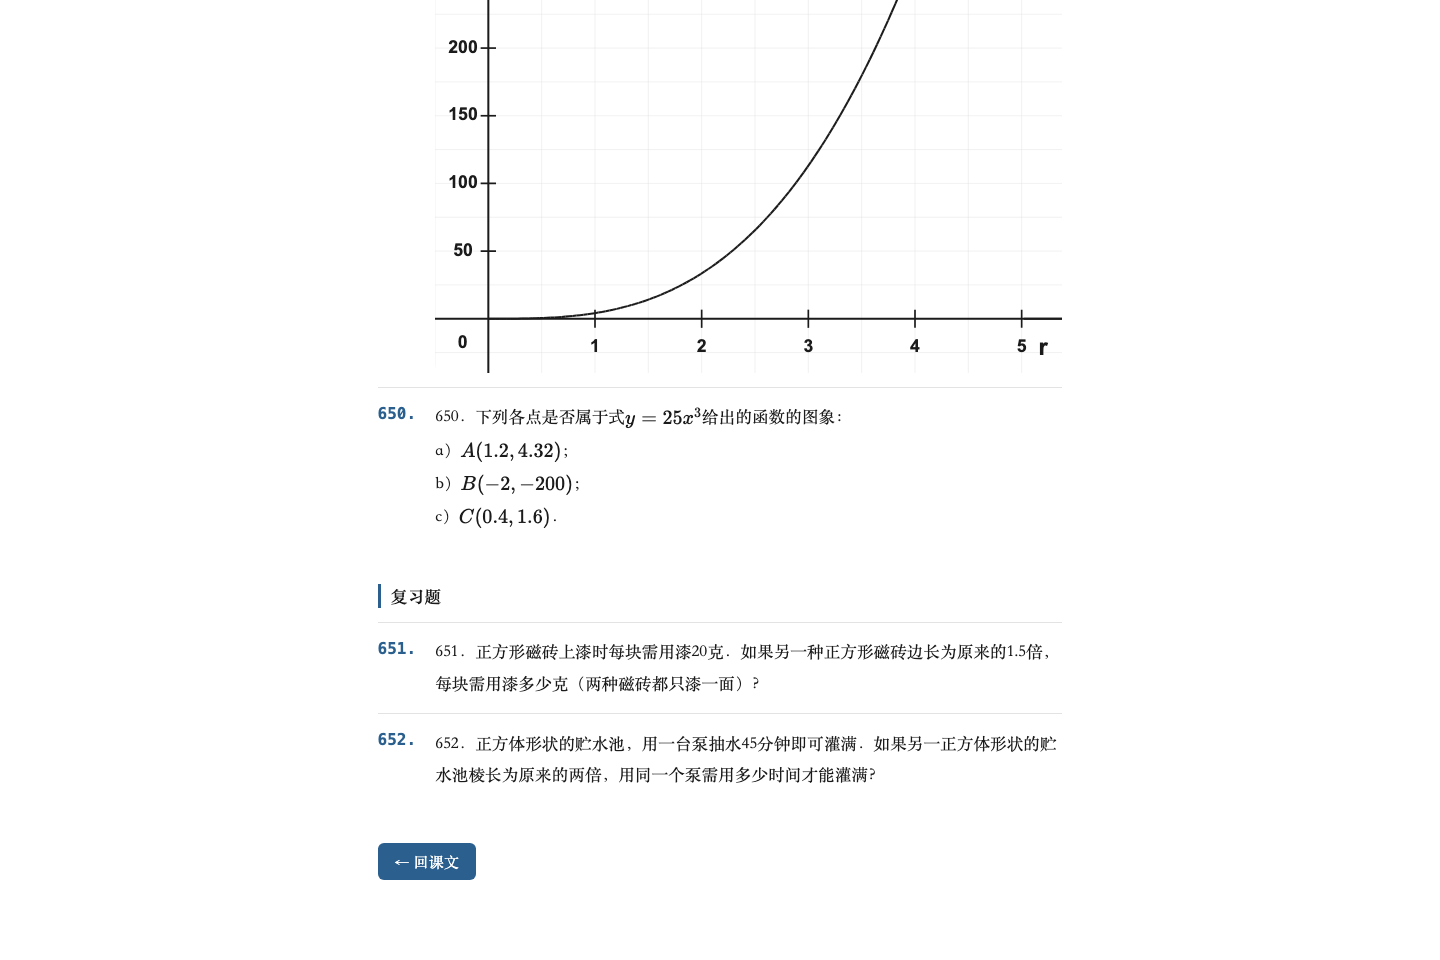 200
150
100
50
0
1
2
3
4
5
r
650.
650．下列各点是否属于式y = 25x³给出的函数的图象：
a）A(1.2, 4.32)；
b）B(−2, −200)；
c）C(0.4, 1.6)．
复习题
651.
651．正方形磁砖上漆时每块需用漆20克．如果另一种正方形磁砖边长为原来的1.5倍，
每块需用漆多少克（两种磁砖都只漆一面）？
652.
652．正方体形状的贮水池，用一台泵抽水45分钟即可灌满．如果另一正方体形状的贮
水池棱长为原来的两倍，用同一个泵需用多少时间才能灌满？
← 回课文